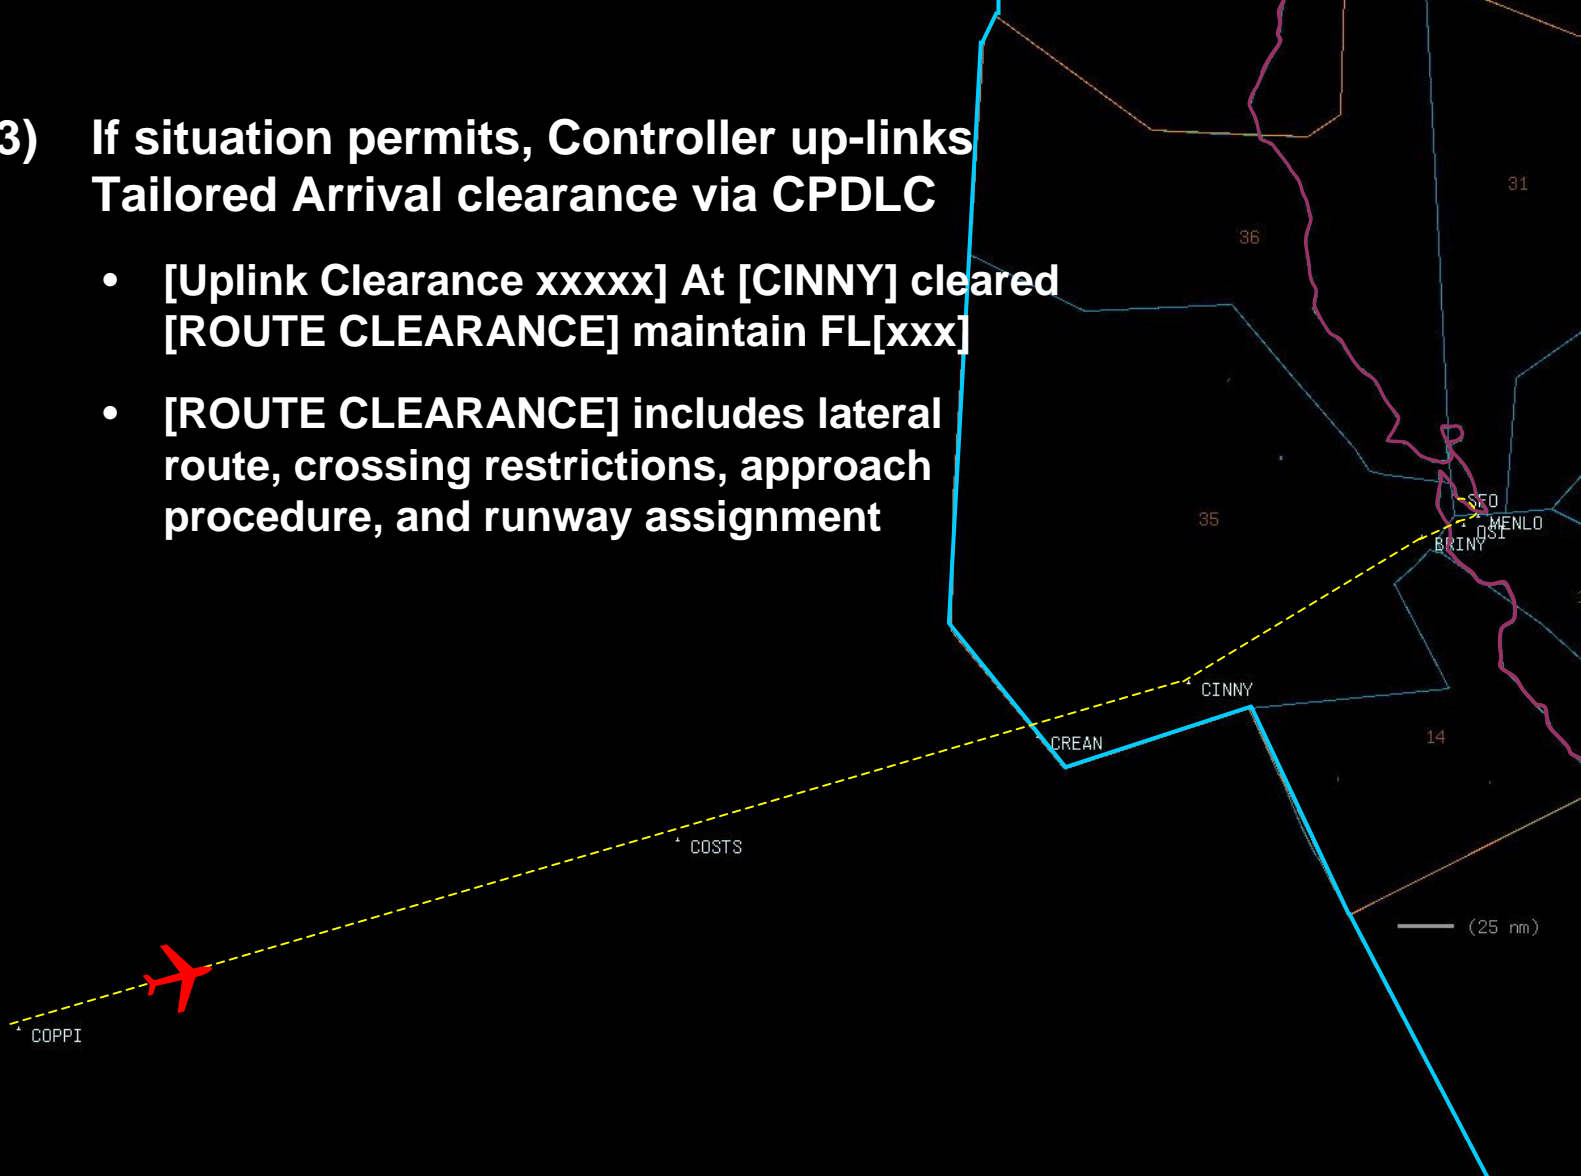 3) If situation permits, Controller up-links
Tailored Arrival clearance via CPDLC
• [Uplink Clearance xxxxx] At [CINNY] cleared
[ROUTE CLEARANCE] maintain FL[xxx]
• [ROUTE CLEARANCE] includes lateral
route, crossing restrictions, approach
procedure, and runway assignment
31
36
35
SFO
MENLO
OSI
BRINY
CINNY
14
CREAN
COSTS
(25 nm)
COPPI